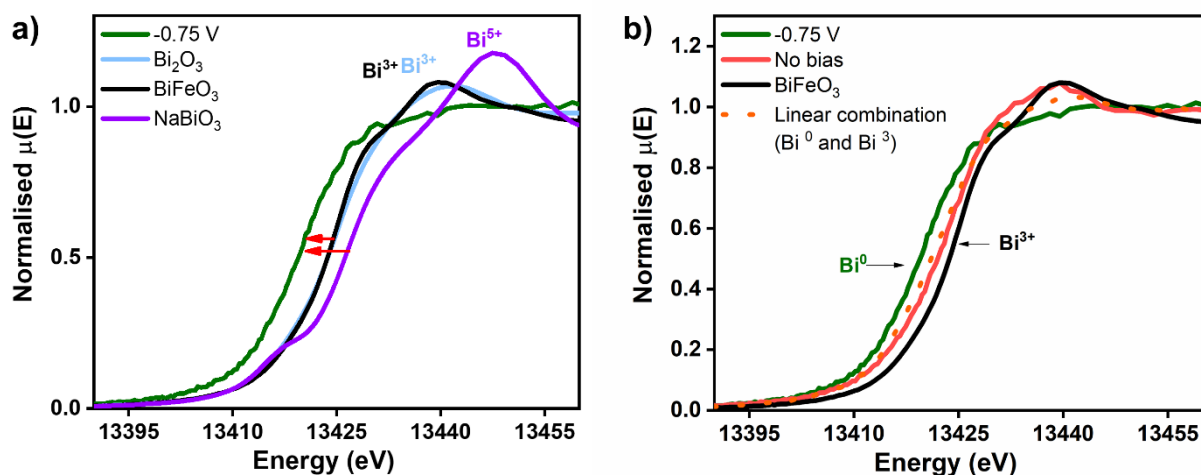 a)
-0.75 V
Bi₂O₃
BiFeO₃
NaBiO₃
Bi³⁺
Bi³⁺
Bi⁵⁺
Normalised μ(E)
1.0
0.5
0.0
13395
13410
13425
13440
13455
Energy (eV)
b)
-0.75 V
No bias
BiFeO₃
Linear combination
(Bi ⁰ and Bi ³)
Bi⁰
Bi³⁺
Normalised μ(E)
1.2
1.0
0.8
0.6
0.4
0.2
0.0
13395
13410
13425
13440
13455
Energy (eV)